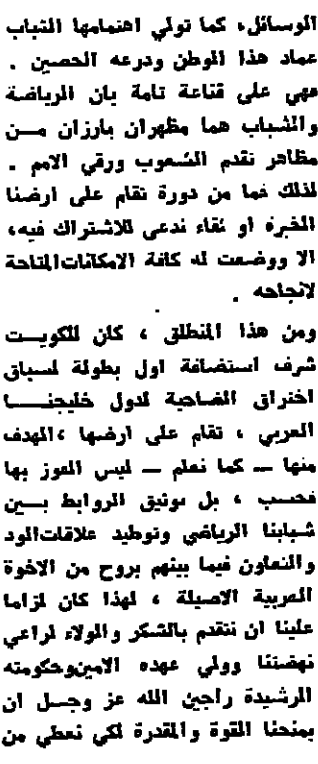 الوسائل، كما تولي اهتمامها الشباب
عماد هذا الوطن ودرعه الحصين .
فهي على قناعة تامة بان الرياضة
والشباب هما مظهران بارزان مــن
مظاهر تقدم الشعوب ورقي الامم .
لذلك فما من دورة تقام على ارضنا
الخيرة او لقاء ندعى للاشتراك فيه،
الا ووضعت له كافة الامكانات المتاحة
لانجاحه .
ومن هذا المنطلق ، كان للكويــت
شرف استضافة اول بطولة لسباق
اختراق الضاحية لدول خليجنــــا
العربي ، تقام على ارضها ،الهدف
منها — كما نعلم — ليس الفوز بها
فحسب ، بل توثيق الروابط بــين
شبابنا الرياضي وتوطيد علاقات الود
والتعاون فيما بينهم بروح من الاخوة
العربية الاصيلة ، لهذا كان لزاما
علينا ان نتقدم بالشكر والولاء لراعي
نهضتنا وولي عهده الامين وحكومته
الرشيدة راجين الله عز وجــل ان
يمنحنا القوة والمقدرة لكي نعطي من